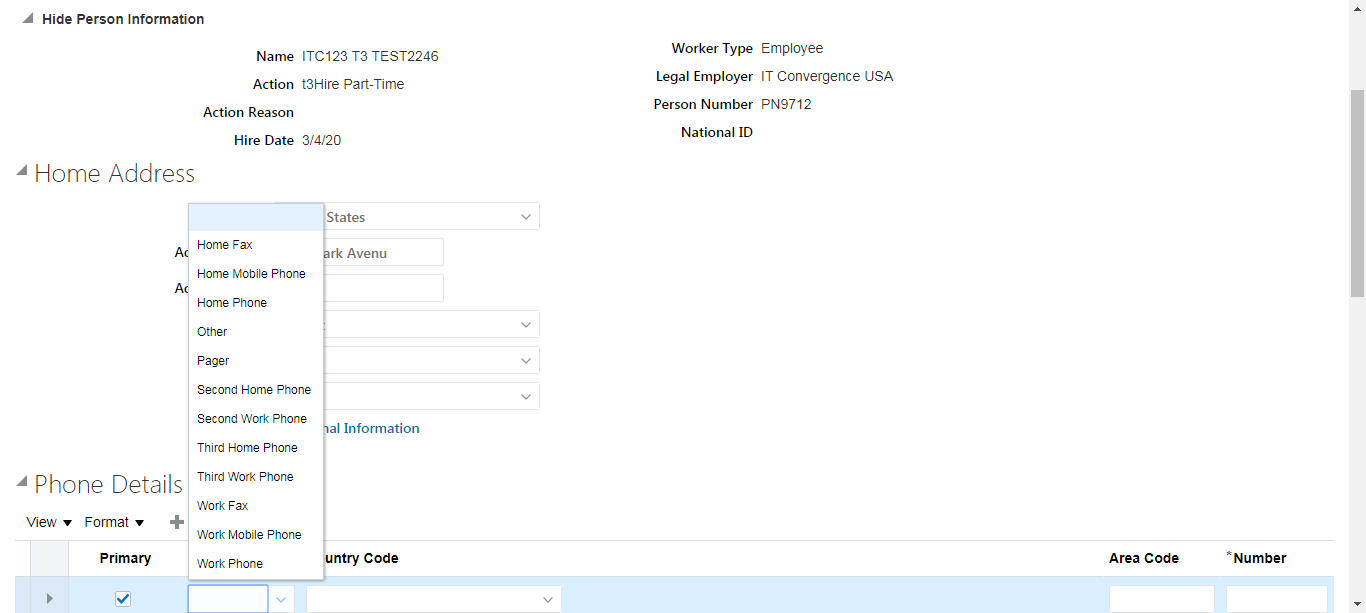 Hide Person Information
Name ITC123 T3 TEST2246
Action t3Hire Part-Time
Action Reason
Hire Date 3/4/20
Worker Type Employee
Legal Employer IT Convergence USA
Person Number PN9712
National ID
Home Address
States
Ac
ark Avenu
Ac
nal Information
Home Fax
Home Mobile Phone
Home Phone
Other
Pager
Second Home Phone
Second Work Phone
Third Home Phone
Third Work Phone
Work Fax
Work Mobile Phone
Work Phone
Phone Details
View Format
Primary untry Code Area Code *Number